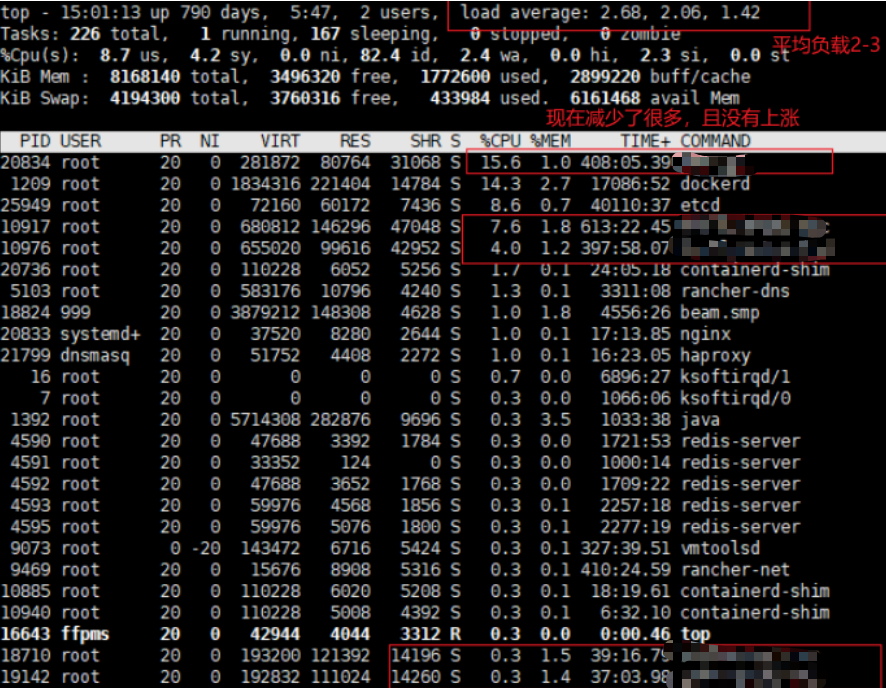 top - 15:01:13 up 790 days,  5:47,  2 users,  load average: 2.68, 2.06, 1.42
Tasks: 226 total,   1 running, 167 sleeping,   0 stopped,   0 zombie
%Cpu(s):  8.7 us,  4.2 sy,  0.0 ni, 82.4 id,  2.4 wa,  0.0 hi,  2.3 si,  0.0 st
平均负载2-3
KiB Mem :  8168140 total,  3496320 free,  1772600 used,  2899220 buff/cache
KiB Swap:  4194300 total,  3760316 free,   433984 used.  6161468 avail Mem
现在减少了很多，且没有上涨
PID USER      PR  NI    VIRT    RES    SHR S  %CPU %MEM     TIME+ COMMAND
20834 root      20   0  281872  80764  31068 S  15.6  1.0 408:05.39
1209 root      20   0 1834316 221404  14784 S  14.3  2.7  17086:52 dockerd
25949 root      20   0   72160  60172   7436 S   8.6  0.7  40110:37 etcd
10917 root      20   0  680812 146296  47048 S   7.6  1.8 613:22.45
10976 root      20   0  655020  99616  42952 S   4.0  1.2 397:58.07
20736 root      20   0  110228   6052   5256 S   1.7  0.1  24:05.18 containerd-shim
5103 root      20   0  583176  10796   4240 S   1.3  0.1   3311:08 rancher-dns
18824 999       20   0 3879212 148308   4628 S   1.0  1.8   4556:26 beam.smp
20833 systemd+  20   0   37520   8280   2644 S   1.0  0.1  17:13.85 nginx
21799 dnsmasq   20   0   51752   4408   2272 S   1.0  0.1  16:23.05 haproxy
16 root      20   0       0      0      0 S   0.7  0.0   6896:27 ksoftirqd/1
7 root      20   0       0      0      0 S   0.3  0.0   1066:06 ksoftirqd/0
1392 root      20   0 5714308 282876   9696 S   0.3  3.5   1033:38 java
4590 root      20   0   47688   3392   1784 S   0.3  0.0   1721:53 redis-server
4591 root      20   0   33352    124      0 S   0.3  0.0   1000:14 redis-server
4592 root      20   0   47688   3652   1768 S   0.3  0.0   1709:22 redis-server
4593 root      20   0   59976   4568   1856 S   0.3  0.1   2257:18 redis-server
4595 root      20   0   59976   5076   1800 S   0.3  0.1   2277:19 redis-server
9073 root       0 -20  143472   6716   5424 S   0.3  0.1 327:39.51 vmtoolsd
9469 root      20   0   15676   8908   5316 S   0.3  0.1 410:24.59 rancher-net
10885 root      20   0  110228   6020   5208 S   0.3  0.1  18:19.61 containerd-shim
10940 root      20   0  110228   5008   4392 S   0.3  0.1   6:32.10 containerd-shim
16643 ffpms     20   0   42944   4044   3312 R   0.3  0.0   0:00.46 top
18710 root      20   0  193200 121392  14196 S   0.3  1.5  39:16.79
19142 root      20   0  192832 111024  14260 S   0.3  1.4  37:03.98